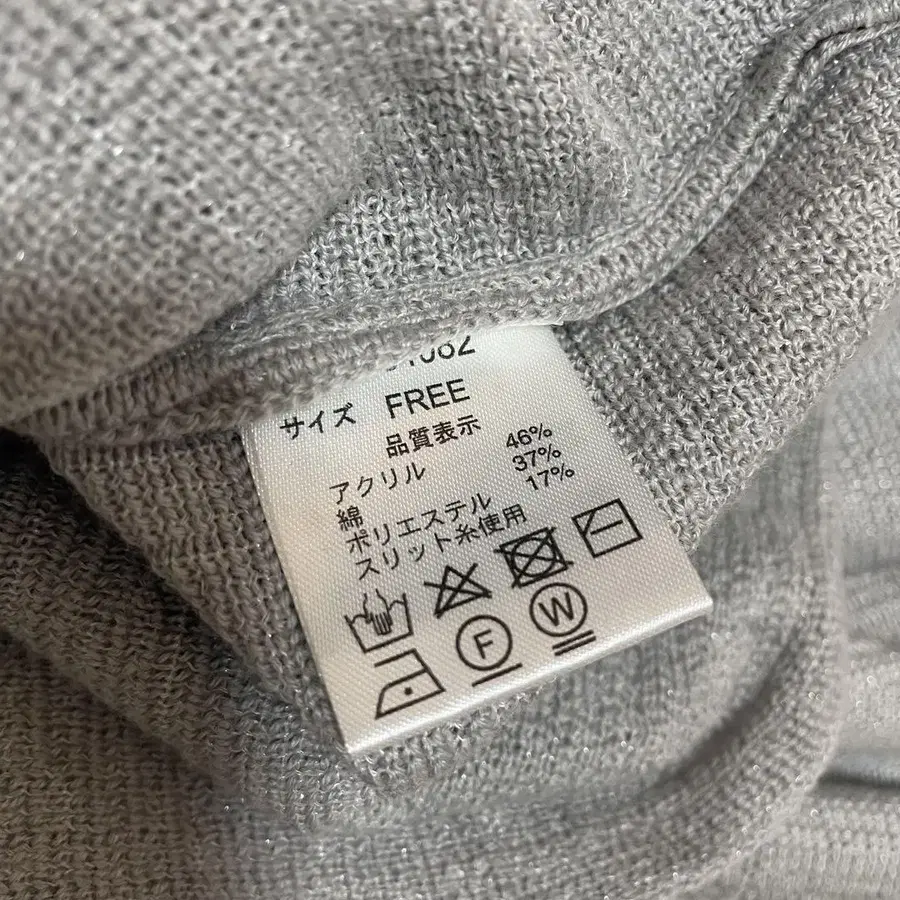 1082
サイズ FREE
品質表示
アクリル 46%
綿 37%
ポリエステル 17%
スリット糸使用
F W